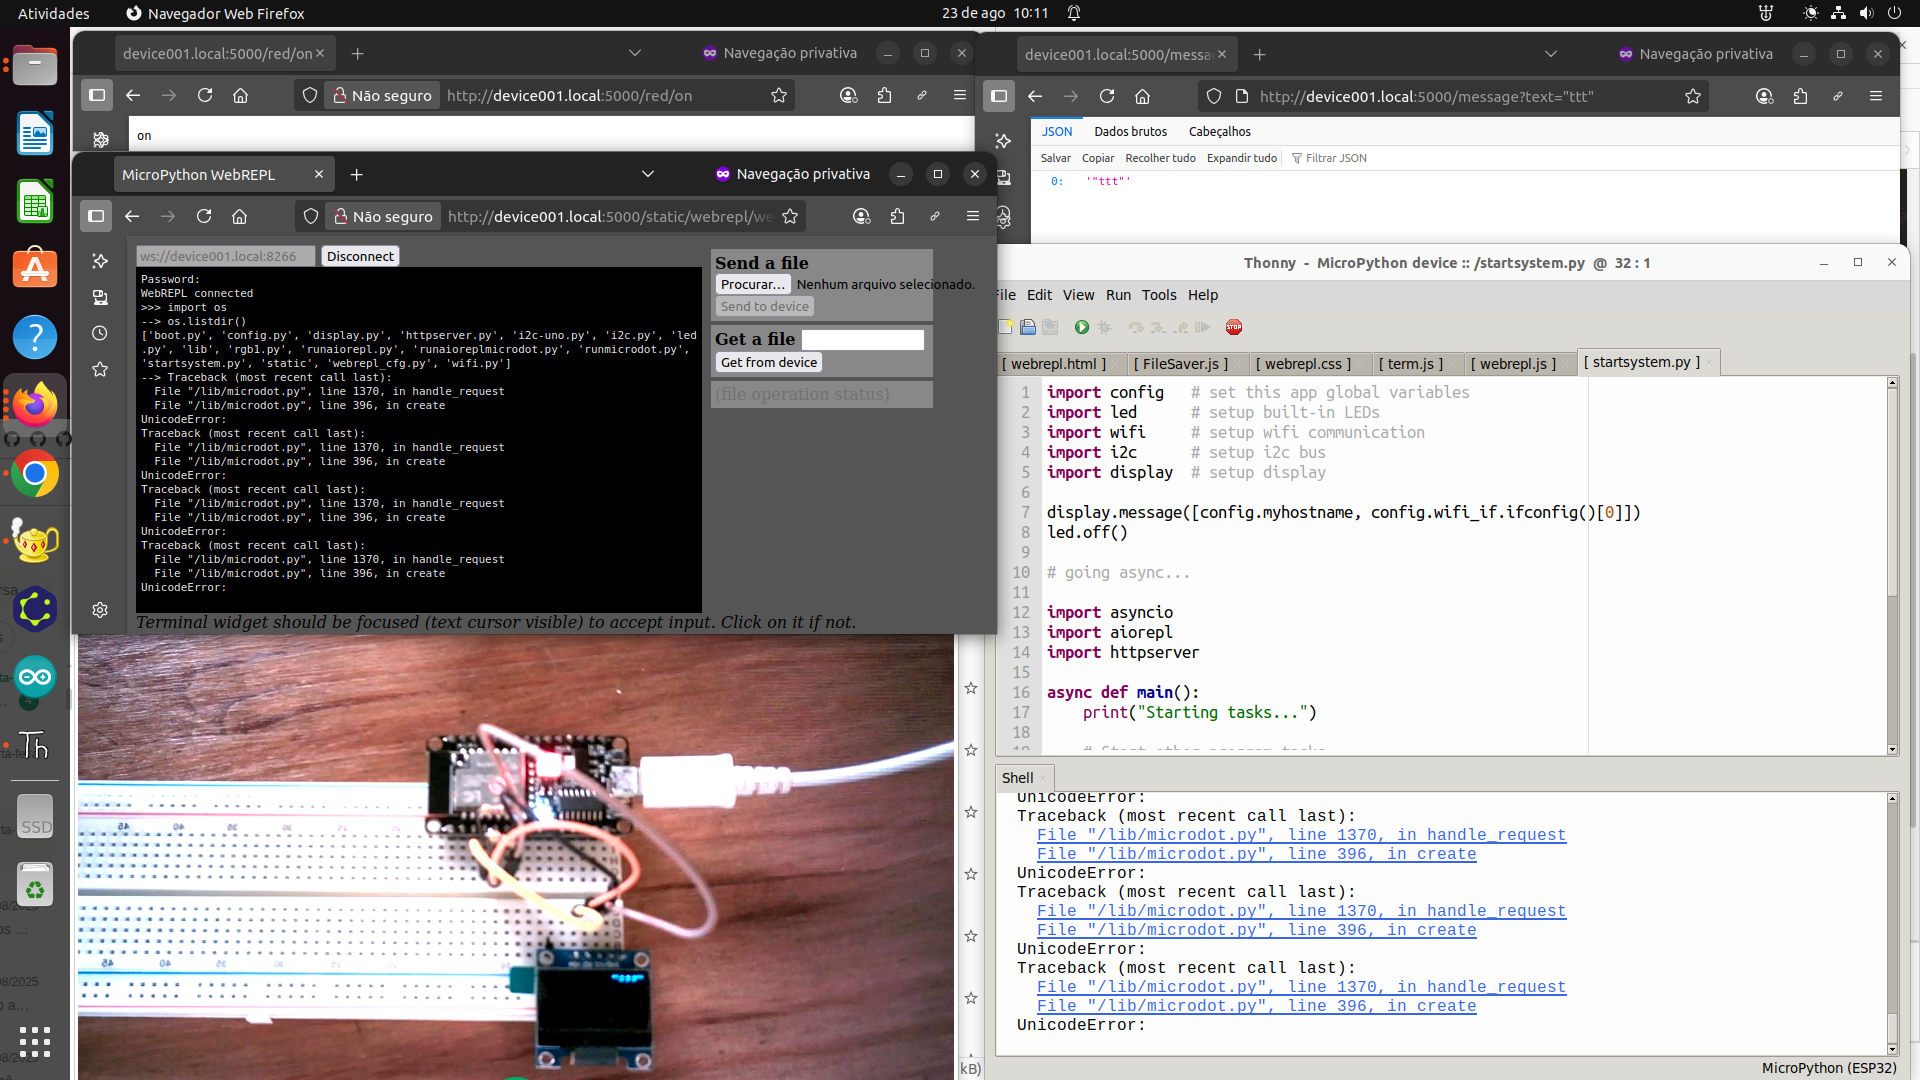 Atividades
Navegador Web Firefox
23 de ago 10:11
device001.local:5000/red/on
Navegação privativa
Não seguro
http://device001.local:5000/red/on
on
device001.local:5000/messa
Navegação privativa
http://device001.local:5000/message?text="ttt"
JSON
Dados brutos
Cabeçalhos
Salvar
Copiar
Recolher tudo
Expandir tudo
Filtrar JSON
0: '"ttt"'
MicroPython WebREPL
Navegação privativa
Não seguro
http://device001.local:5000/static/webrepl/we
ws://device001.local:8266
Disconnect
Password:
WebREPL connected
>>> import os
--> os.listdir()
['boot.py', 'config.py', 'display.py', 'httpserver.py', 'i2c-uno.py', 'i2c.py', 'led
.py', 'lib', 'rgb1.py', 'runaiorepl.py', 'runaioreplmicrodot.py', 'runmicrodot.py',
'startsystem.py', 'static', 'webrepl_cfg.py', 'wifi.py']
--> Traceback (most recent call last):
File "/lib/microdot.py", line 1370, in handle_request
File "/lib/microdot.py", line 396, in create
UnicodeError:
Traceback (most recent call last):
File "/lib/microdot.py", line 1370, in handle_request
File "/lib/microdot.py", line 396, in create
UnicodeError:
Traceback (most recent call last):
File "/lib/microdot.py", line 1370, in handle_request
File "/lib/microdot.py", line 396, in create
UnicodeError:
Traceback (most recent call last):
File "/lib/microdot.py", line 1370, in handle_request
File "/lib/microdot.py", line 396, in create
UnicodeError:
Terminal widget should be focused (text cursor visible) to accept input. Click on it if not.
Send a file
Procurar... Nenhum arquivo selecionado.
Send to device
Get a file
Get from device
(file operation status)
Thonny - MicroPython device :: /startsystem.py @ 32 : 1
File Edit View Run Tools Help
STOP
[ webrepl.html ]
[ FileSaver.js ]
[ webrepl.css ]
[ term.js ]
[ webrepl.js ]
[ startsystem.py ]
1 import config # set this app global variables
2 import led # setup built-in LEDs
3 import wifi # setup wifi communication
4 import i2c # setup i2c bus
5 import display # setup display
6
7 display.message([config.myhostname, config.wifi_if.ifconfig()[0]])
8 led.off()
9
10 # going async...
11
12 import asyncio
13 import aiorepl
14 import httpserver
15
16 async def main():
17 print("Starting tasks...")
18
Shell
UnicodeError:
Traceback (most recent call last):
File "/lib/microdot.py", line 1370, in handle_request
File "/lib/microdot.py", line 396, in create
UnicodeError:
Traceback (most recent call last):
File "/lib/microdot.py", line 1370, in handle_request
File "/lib/microdot.py", line 396, in create
UnicodeError:
Traceback (most recent call last):
File "/lib/microdot.py", line 1370, in handle_request
File "/lib/microdot.py", line 396, in create
UnicodeError:
MicroPython (ESP32)
kB)
Th
SSD